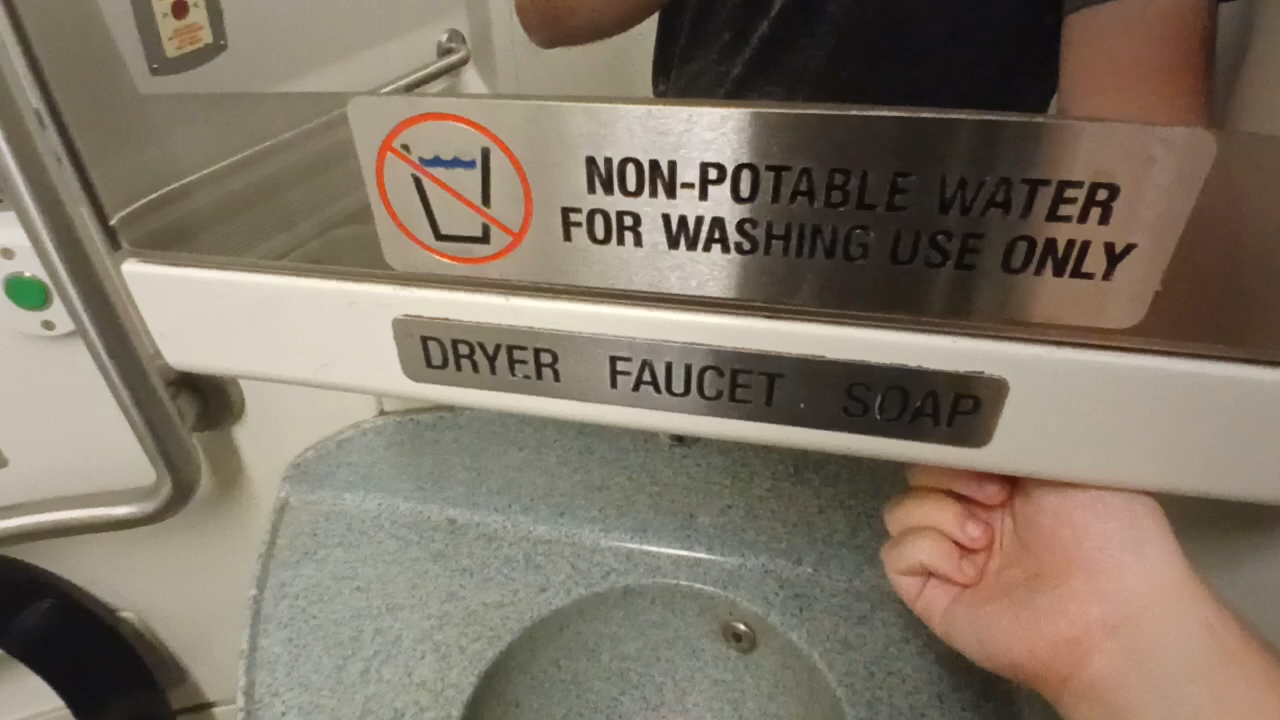 NON-POTABLE WATER
FOR WASHING USE ONLY
DRYER FAUCET SOAP